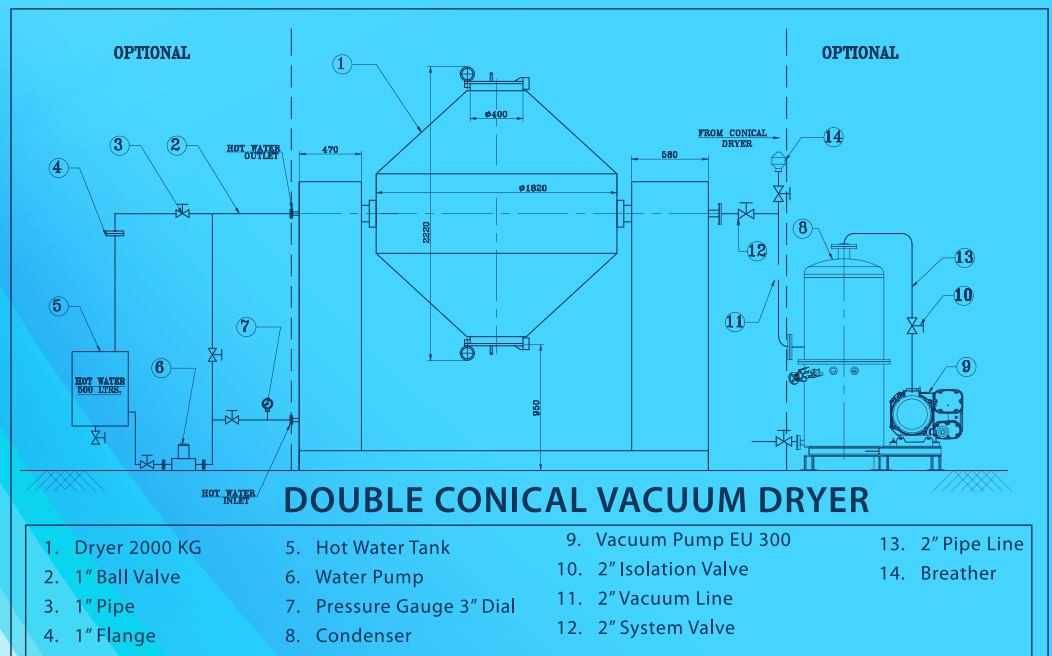 OPTIONAL
OPTIONAL
1
ø400
FROM CONICAL
DRYER
14
3
2
HOT WATER
OUTLET
470
580
4
ø1820
2220
12
8
13
5
7
11
10
HOT WATER
500 LTRS.
6
9
950
HOT WATER
INLET
DOUBLE CONICAL VACUUM DRYER
1. Dryer 2000 KG
2. 1" Ball Valve
3. 1" Pipe
4. 1" Flange
5. Hot Water Tank
6. Water Pump
7. Pressure Gauge 3" Dial
8. Condenser
9. Vacuum Pump EU 300
10. 2" Isolation Valve
11. 2" Vacuum Line
12. 2" System Valve
13. 2" Pipe Line
14. Breather